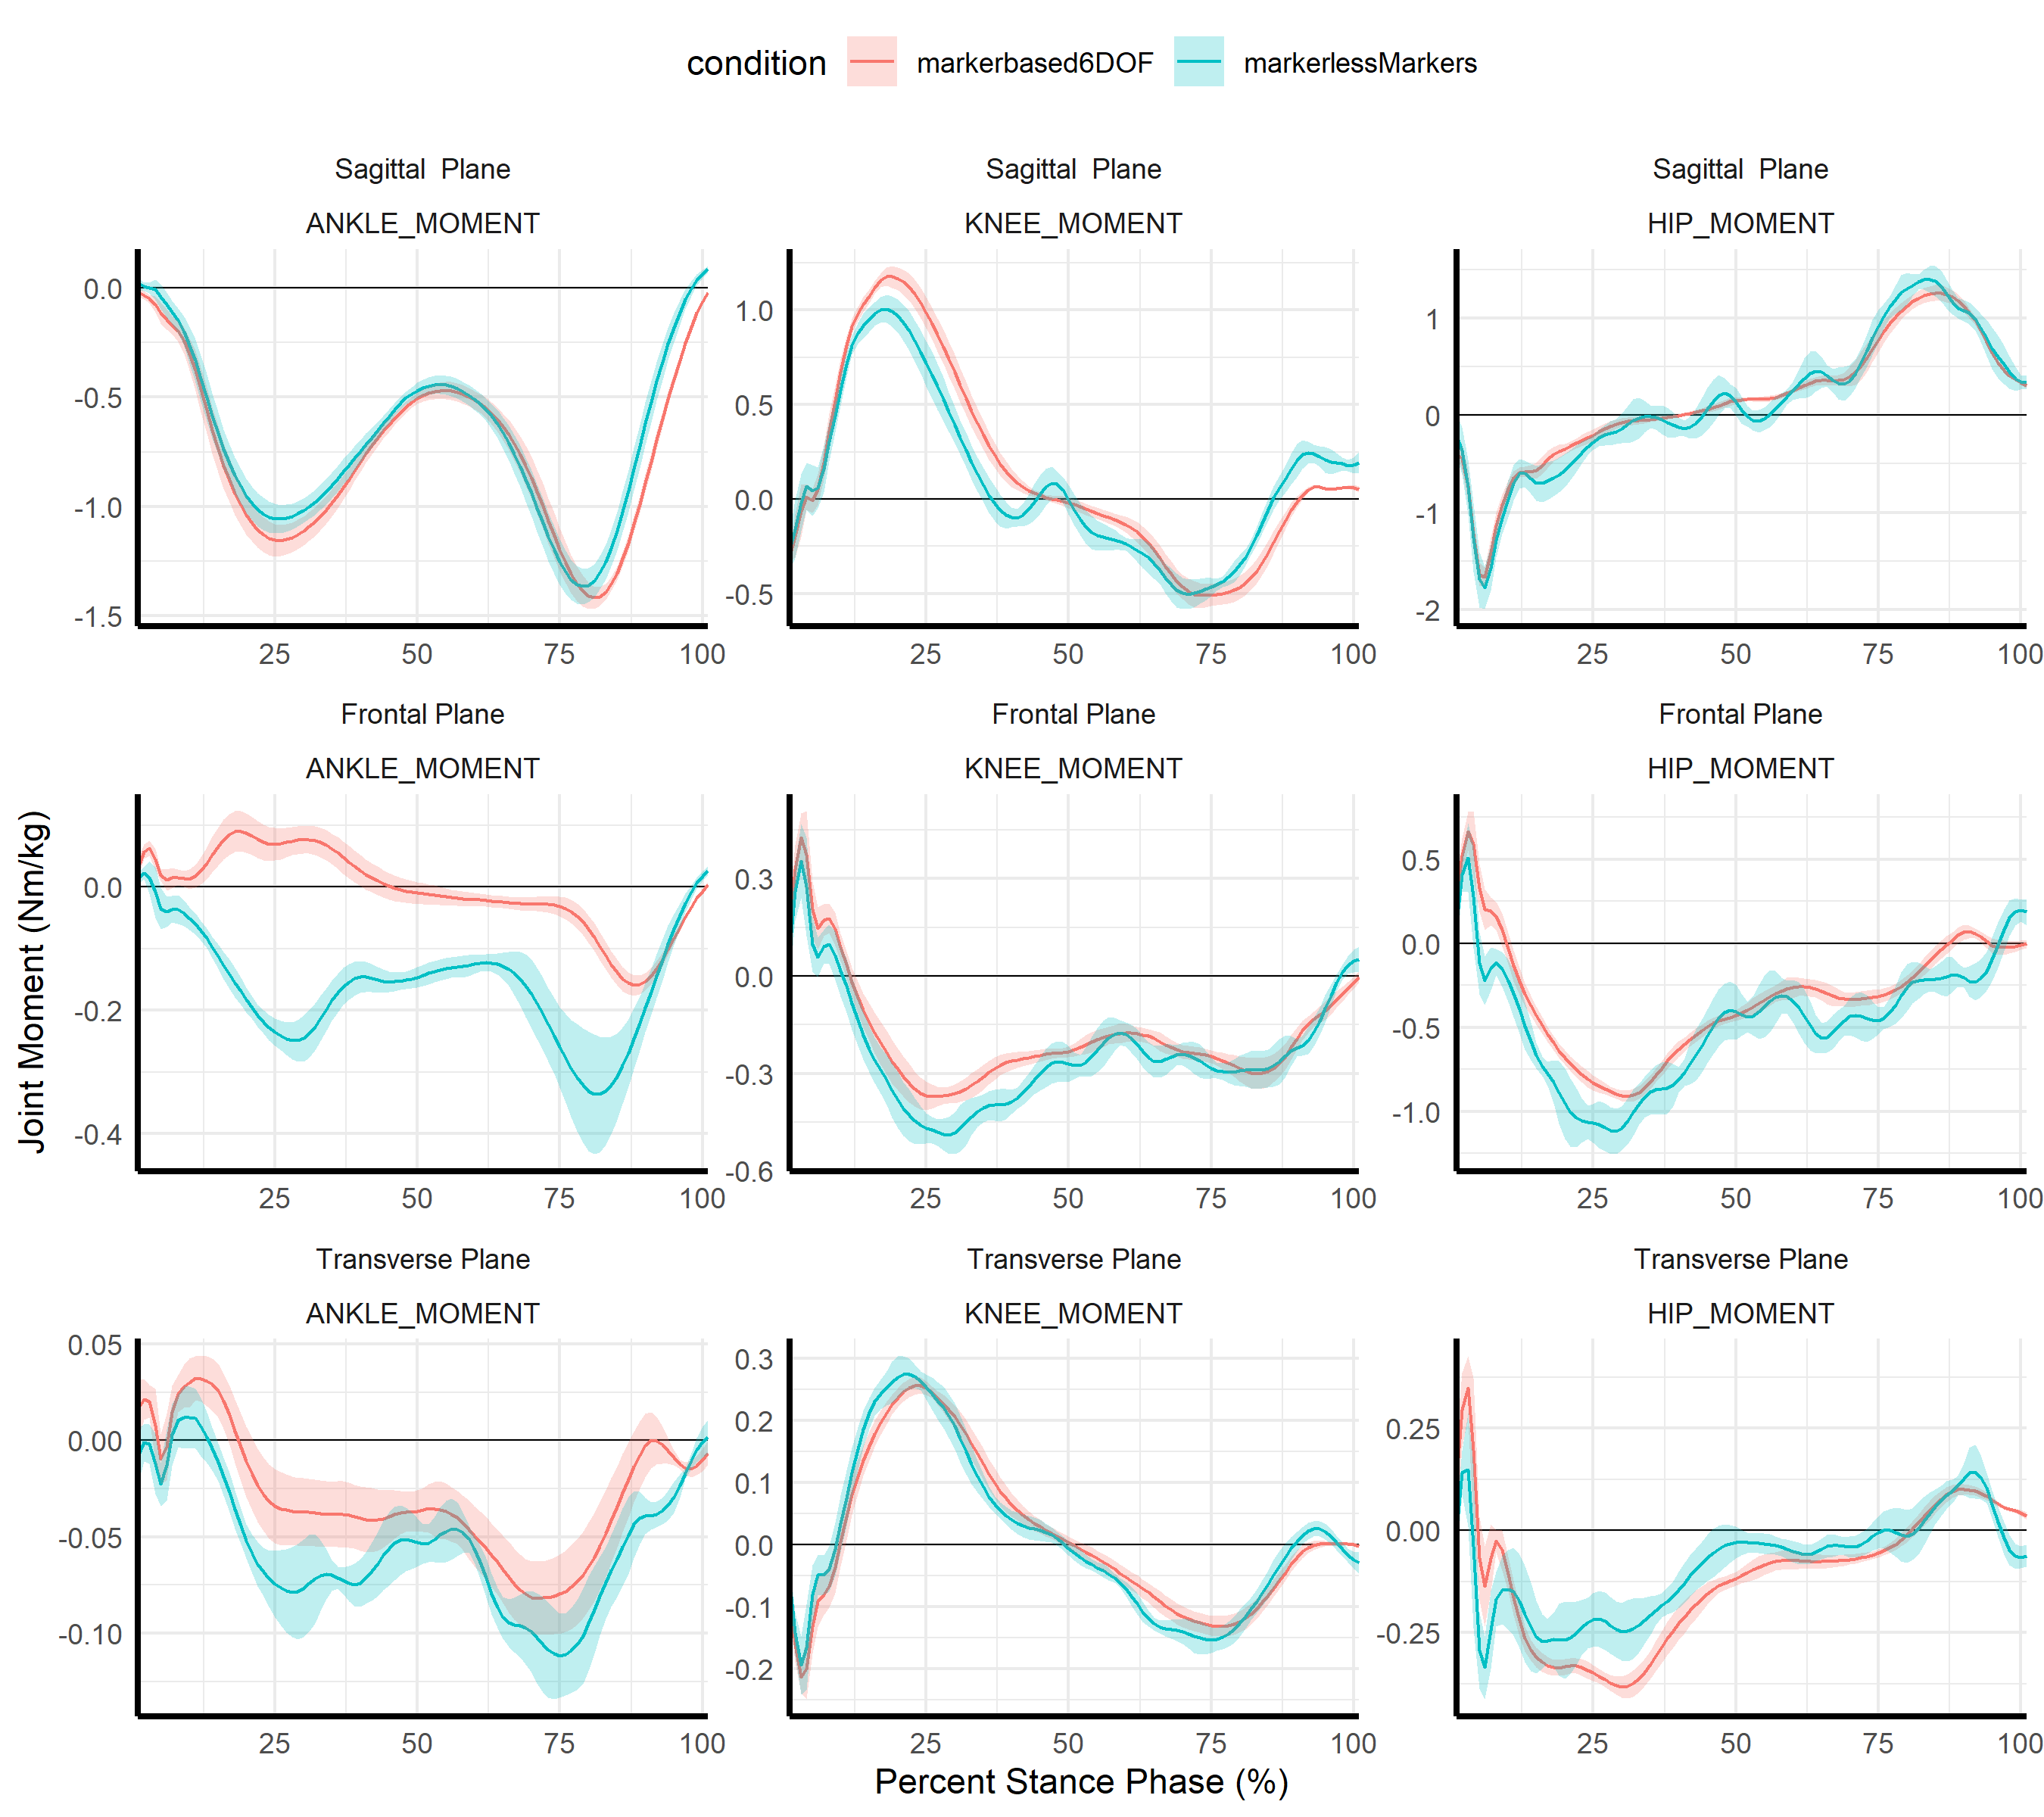 condition markerbased6DOF markerlessMarkers
Sagittal Plane Sagittal Plane Sagittal Plane
ANKLE_MOMENT KNEE_MOMENT HIP_MOMENT
0.0
-0.5
-1.0
-1.5
25 50 75 100
1.0
0.5
0.0
-0.5
25 50 75 100
1
0
-1
-2
25 50 75 100
Frontal Plane Frontal Plane Frontal Plane
ANKLE_MOMENT KNEE_MOMENT HIP_MOMENT
Joint Moment (Nm/kg)
0.0
-0.2
-0.4
25 50 75 100
0.3
0.0
-0.3
-0.6
25 50 75 100
0.5
0.0
-0.5
-1.0
25 50 75 100
Transverse Plane Transverse Plane Transverse Plane
ANKLE_MOMENT KNEE_MOMENT HIP_MOMENT
0.05
0.00
-0.05
-0.10
25 50 75 100
0.3
0.2
0.1
0.0
-0.1
-0.2
25 50 75 100
0.25
0.00
-0.25
25 50 75 100
Percent Stance Phase (%)